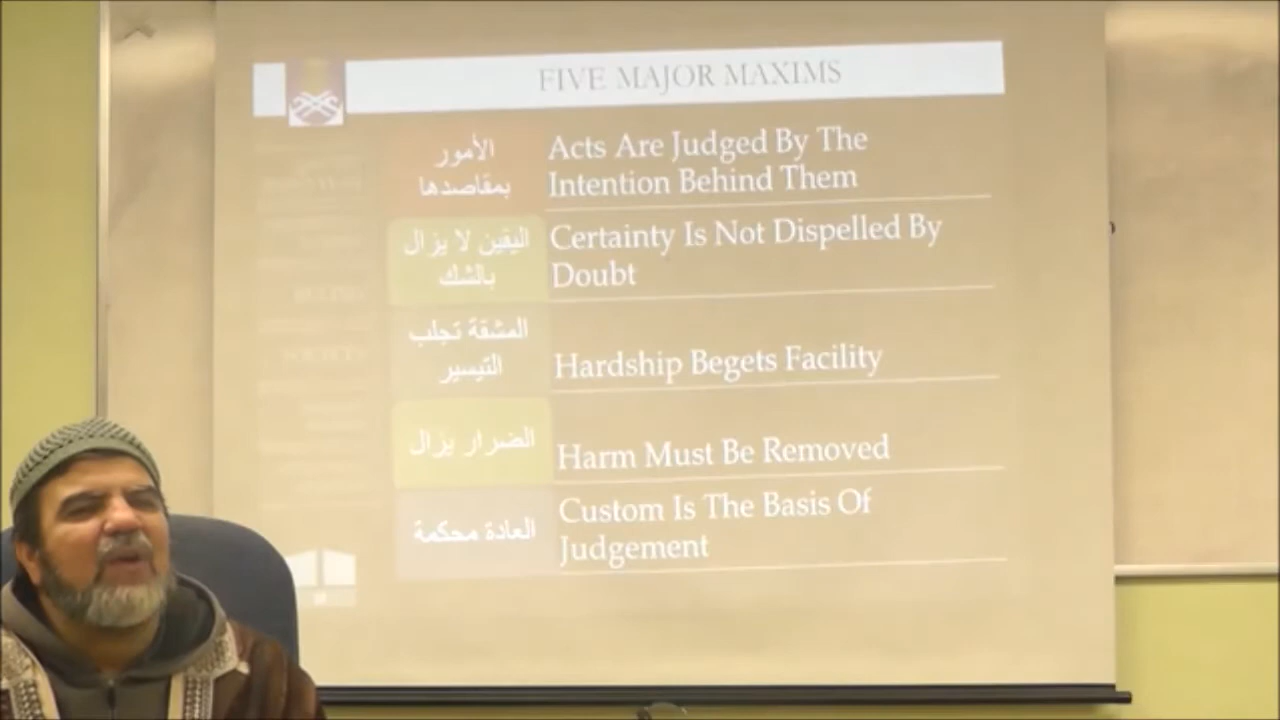 FIVE MAJOR MAXIMS
الأمور
بمقاصدها
Acts Are Judged By The
Intention Behind Them
اليقين لا يزال
بالشك
Certainty Is Not Dispelled By
Doubt
المشقة تجلب
التيسير
Hardship Begets Facility
الضرار يزال
Harm Must Be Removed
العادة محكمة
Custom Is The Basis Of
Judgement